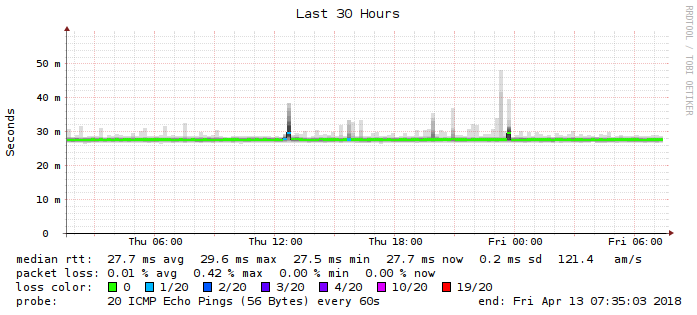 Last 30 Hours
RRDTOOL / TOBI OETIKER
Seconds
50 m
40 m
30 m
20 m
10 m
0
Thu 06:00 Thu 12:00 Thu 18:00 Fri 00:00 Fri 06:00
median rtt: 27.7 ms avg 29.6 ms max 27.5 ms min 27.7 ms now 0.2 ms sd 121.4 am/s
packet loss: 0.01 % avg 0.42 % max 0.00 % min 0.00 % now
loss color: 0 1/20 2/20 3/20 4/20 10/20 19/20
probe: 20 ICMP Echo Pings (56 Bytes) every 60s end: Fri Apr 13 07:35:03 2018